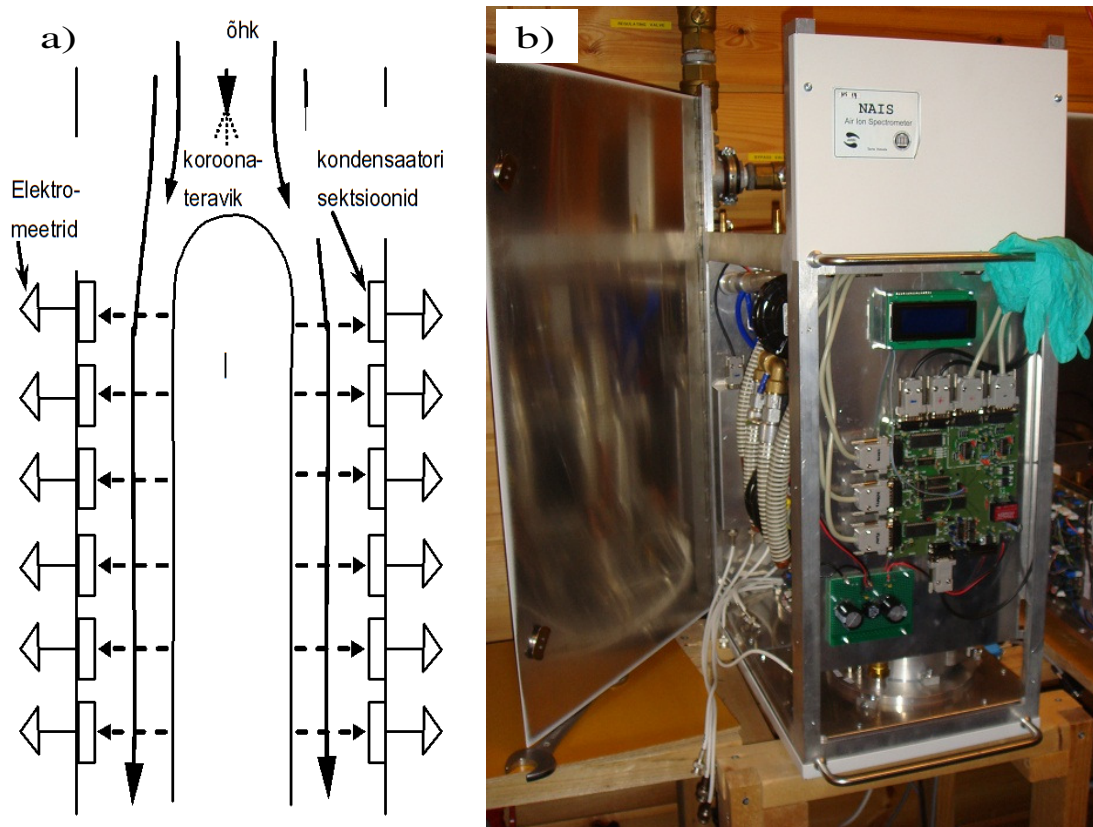 a)
õhk
koroona-
teravik
kondensaatori
sektsioonid
Elektro-
meetrid
b)
NAIS
Air Ion Spectrometer